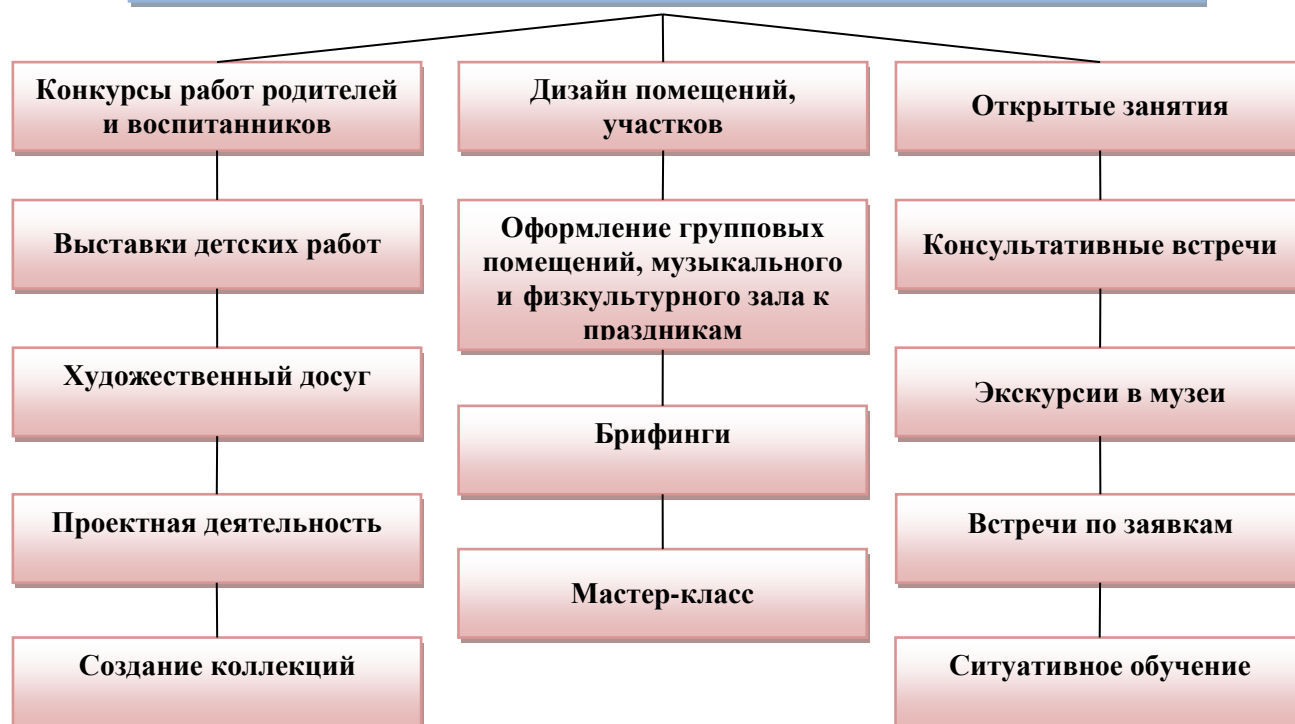 Конкурсы работ родителей
и воспитанников
Выставки детских работ
Художественный досуг
Проектная деятельность
Создание коллекций
Дизайн помещений,
участков
Оформление групповых
помещений, музыкального
и физкультурного зала к
праздникам
Брифинги
Мастер-класс
Открытые занятия
Консультативные встречи
Экскурсии в музеи
Встречи по заявкам
Ситуативное обучение